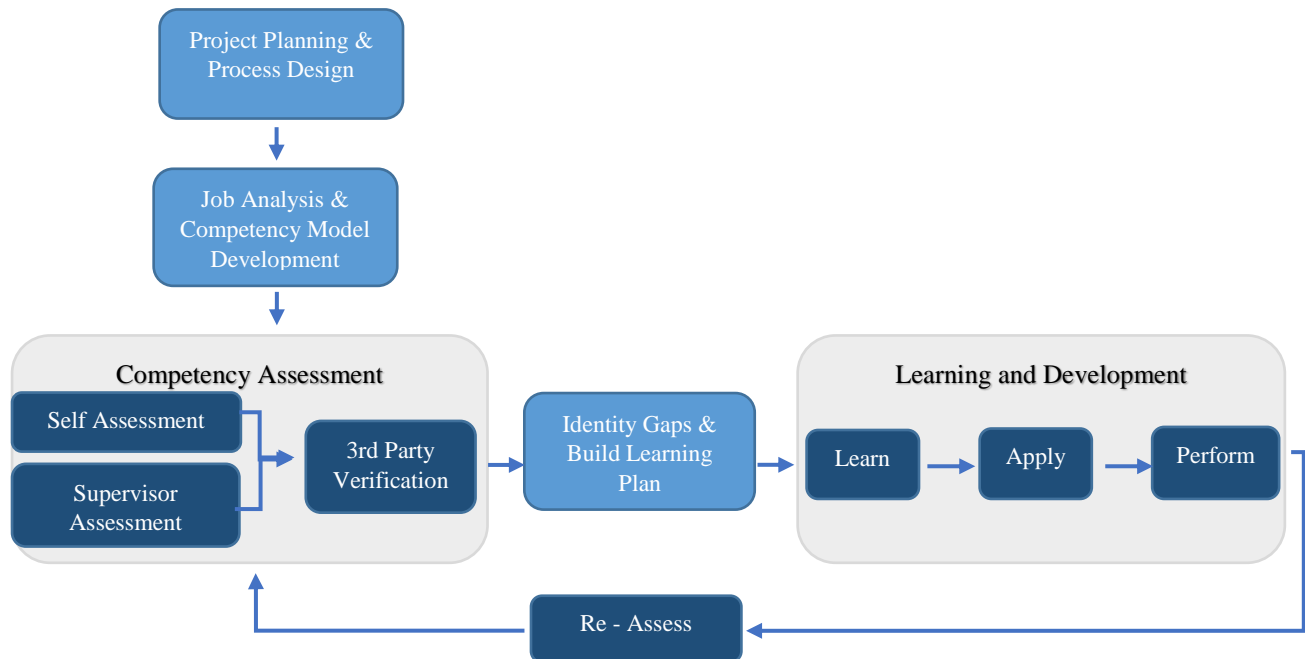 Project Planning &
Process Design
Job Analysis &
Competency Model
Development
Competency Assessment
Self Assessment
Supervisor
Assessment
3rd Party
Verification
Identity Gaps &
Build Learning
Plan
Learning and Development
Learn
Apply
Perform
Re - Assess